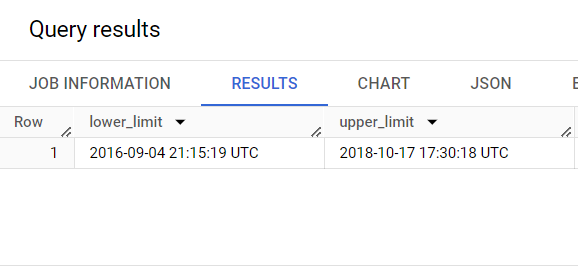 Query results
JOB INFORMATION RESULTS CHART JSON
Row lower_limit upper_limit
1 2016-09-04 21:15:19 UTC 2018-10-17 17:30:18 UTC